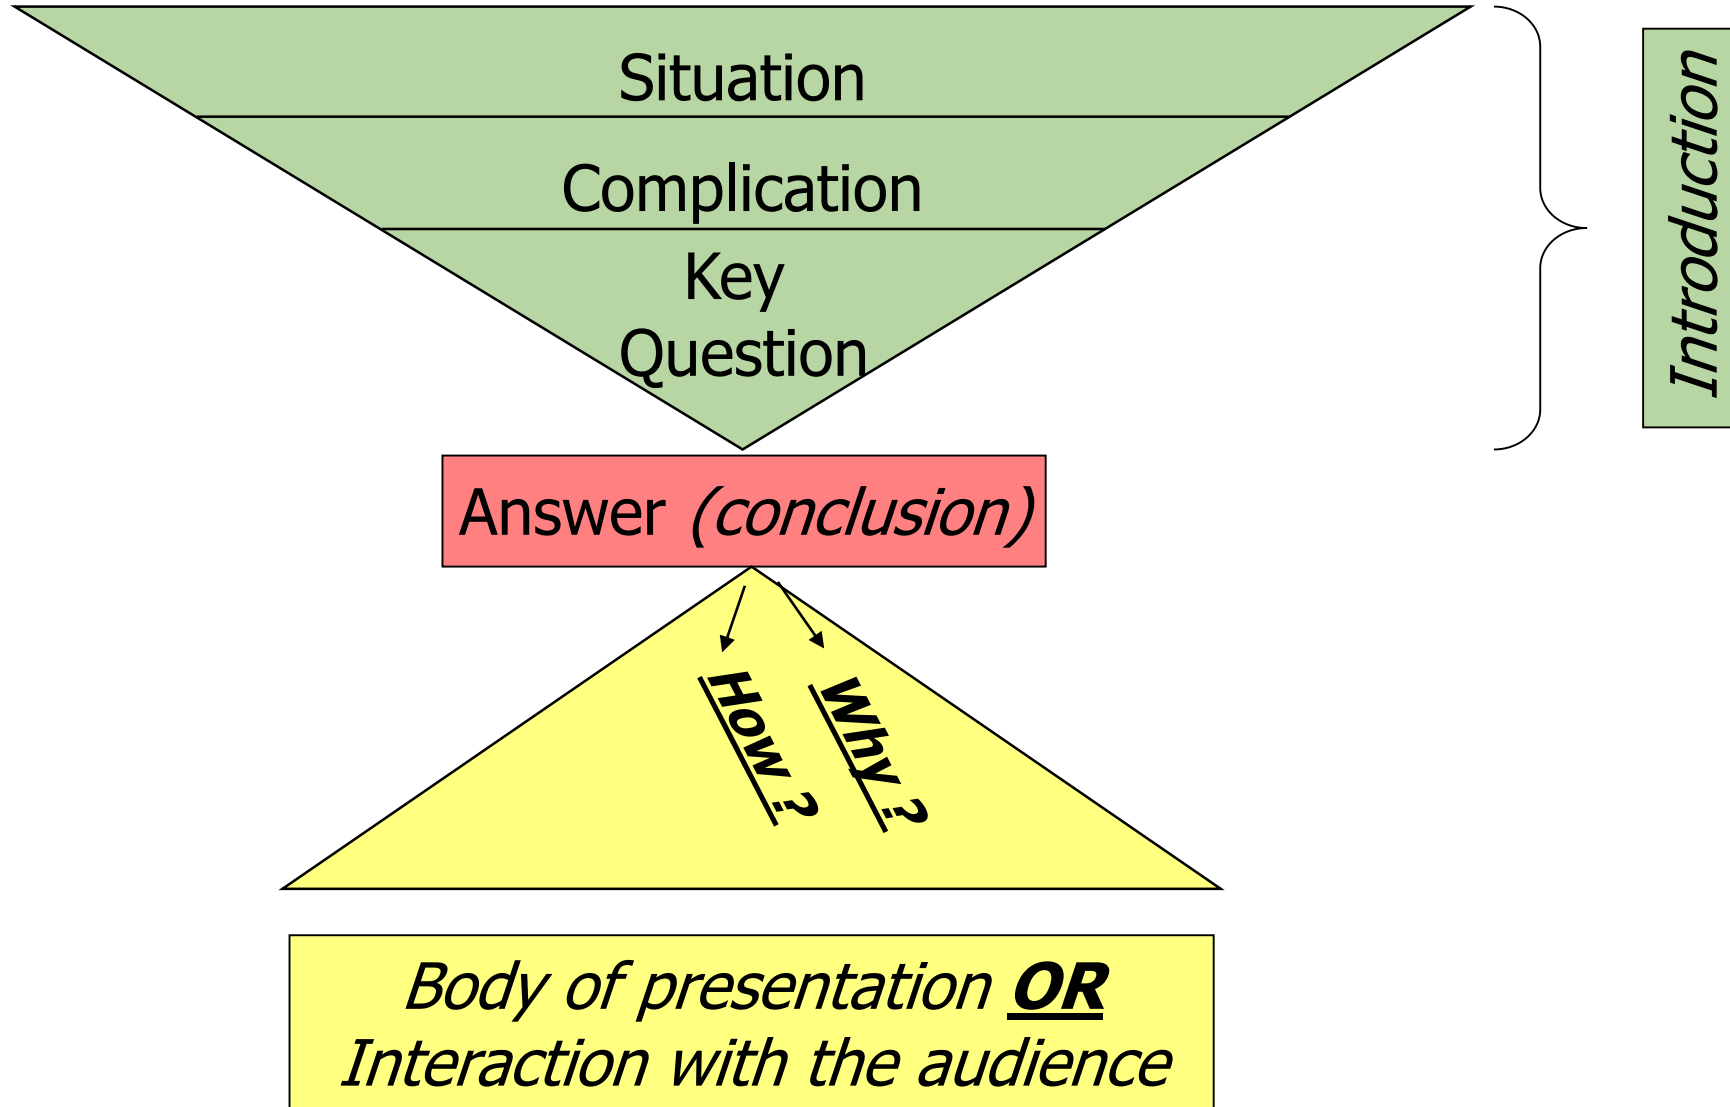 Situation
Complication
Key
Question
Introduction
Answer (conclusion)
How ?
Why ?
Body of presentation OR
Interaction with the audience